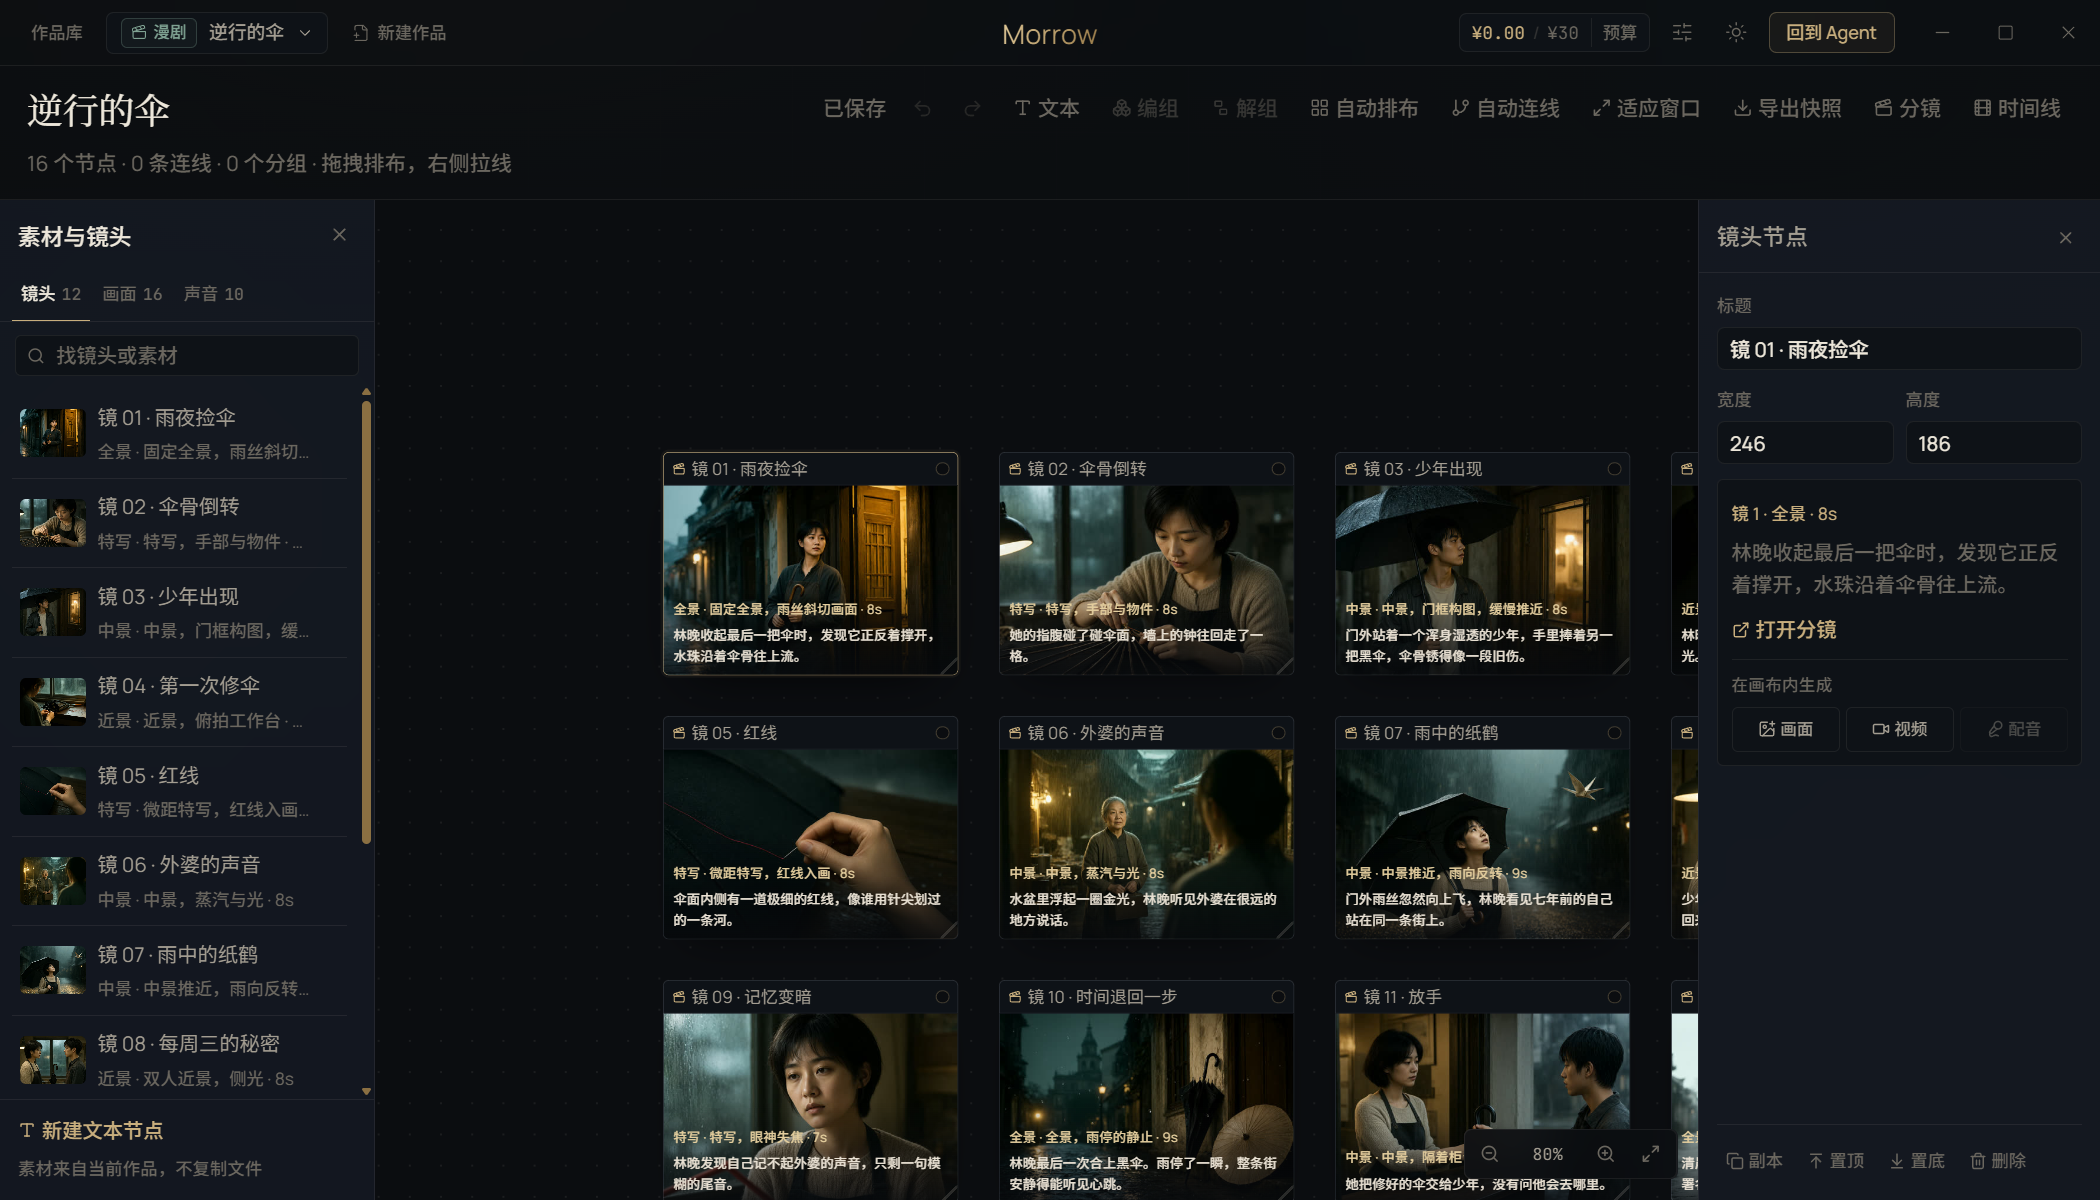 作品库
漫剧 逆行的伞
新建作品
Morrow
¥0.00 / ¥30 预算
回到 Agent
逆行的伞
已保存
文本
编组
解组
自动排布
自动连线
适应窗口
导出快照
分镜
时间线
16 个节点 · 0 条连线 · 0 个分组 · 拖拽排布，右侧拉线
素材与镜头
镜头 12 画面 16 声音 10
找镜头或素材
镜 01 · 雨夜捡伞
全景 · 固定全景，雨丝斜切...
镜 02 · 伞骨倒转
特写 · 特写，手部与物件 · ...
镜 03 · 少年出现
中景 · 中景，门框构图，缓...
镜 04 · 第一次修伞
近景 · 近景，俯拍工作台 · ...
镜 05 · 红线
特写 · 微距特写，红线入画...
镜 06 · 外婆的声音
中景 · 中景，蒸汽与光 · 8s
镜 07 · 雨中的纸鹤
中景 · 中景推近，雨向反转...
镜 08 · 每周三的秘密
近景 · 双人近景，侧光 · 8s
新建文本节点
素材来自当前作品，不复制文件
镜 01 · 雨夜捡伞
全景 · 固定全景，雨丝斜切画面 · 8s
林晚收起最后一把伞时，发现它正反着撑开，
水珠沿着伞骨往上流。
镜 02 · 伞骨倒转
特写 · 特写，手部与物件 · 8s
她的指腹碰了碰伞面，墙上的钟往回走了一
格。
镜 03 · 少年出现
中景 · 中景，门框构图，缓慢推近 · 8s
门外站着一个浑身湿透的少年，手里捧着另一
把黑伞，伞骨锈得像一段旧伤。
近
林
光。
镜 05 · 红线
特写 · 微距特写，红线入画 · 8s
伞面内侧有一道极细的红线，像谁用针尖划过
的一条河。
镜 06 · 外婆的声音
中景 · 中景，蒸汽与光 · 8s
水盆里浮起一圈金光，林晚听见外婆在很远的
地方说话。
镜 07 · 雨中的纸鹤
中景 · 中景推近，雨向反转 · 9s
门外雨丝忽然向上飞，林晚看见七年前的自己
站在同一条街上。
近
少
回
镜 09 · 记忆变暗
特写 · 特写，眼神失焦 · 7s
林晚发现自己记不起外婆的声音，只剩一句模
糊的尾音。
镜 10 · 时间退回一步
全景 · 全景，雨停的静止 · 9s
林晚最后一次合上黑伞。雨停了一瞬，整条街
安静得能听见心跳。
镜 11 · 放手
中景 · 中景，隔着柜
她把修好的伞交给少年，没有问他会去哪里。
全
清
署
80%
镜头节点
标题
镜 01 · 雨夜捡伞
宽度 高度
246 186
镜 1 · 全景 · 8s
林晚收起最后一把伞时，发现它正反
着撑开，水珠沿着伞骨往上流。
打开分镜
在画布内生成
画面 视频 配音
副本 置顶 置底 删除